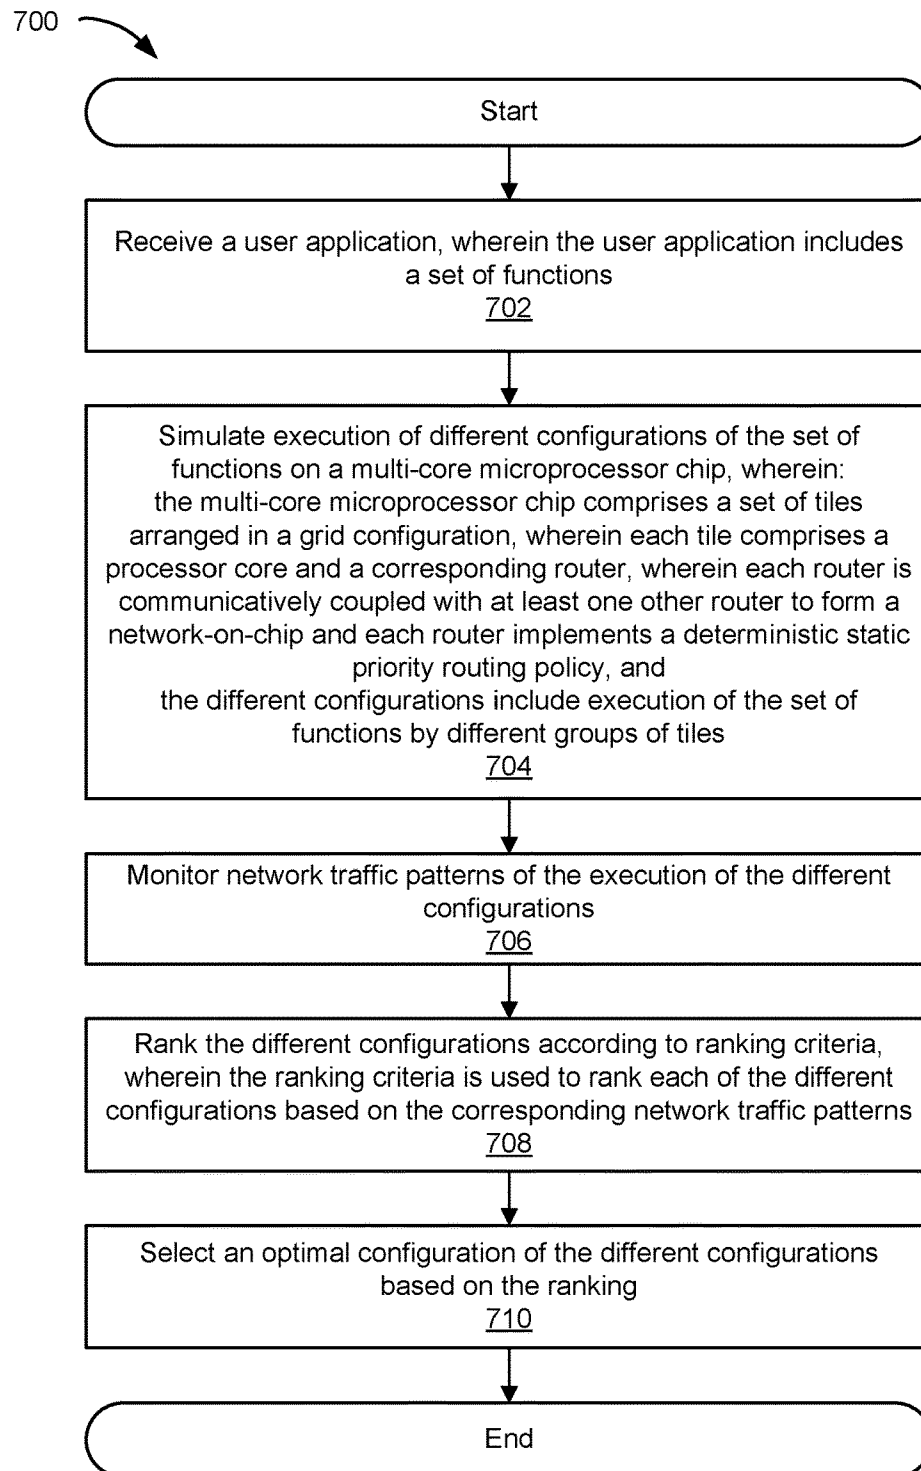 700
Start
Receive a user application, wherein the user application includes
a set of functions
702
Simulate execution of different configurations of the set of
functions on a multi-core microprocessor chip, wherein:
the multi-core microprocessor chip comprises a set of tiles
arranged in a grid configuration, wherein each tile comprises a
processor core and a corresponding router, wherein each router is
communicatively coupled with at least one other router to form a
network-on-chip and each router implements a deterministic static
priority routing policy, and
the different configurations include execution of the set of
functions by different groups of tiles
704
Monitor network traffic patterns of the execution of the different
configurations
706
Rank the different configurations according to ranking criteria,
wherein the ranking criteria is used to rank each of the different
configurations based on the corresponding network traffic patterns
708
Select an optimal configuration of the different configurations
based on the ranking
710
End